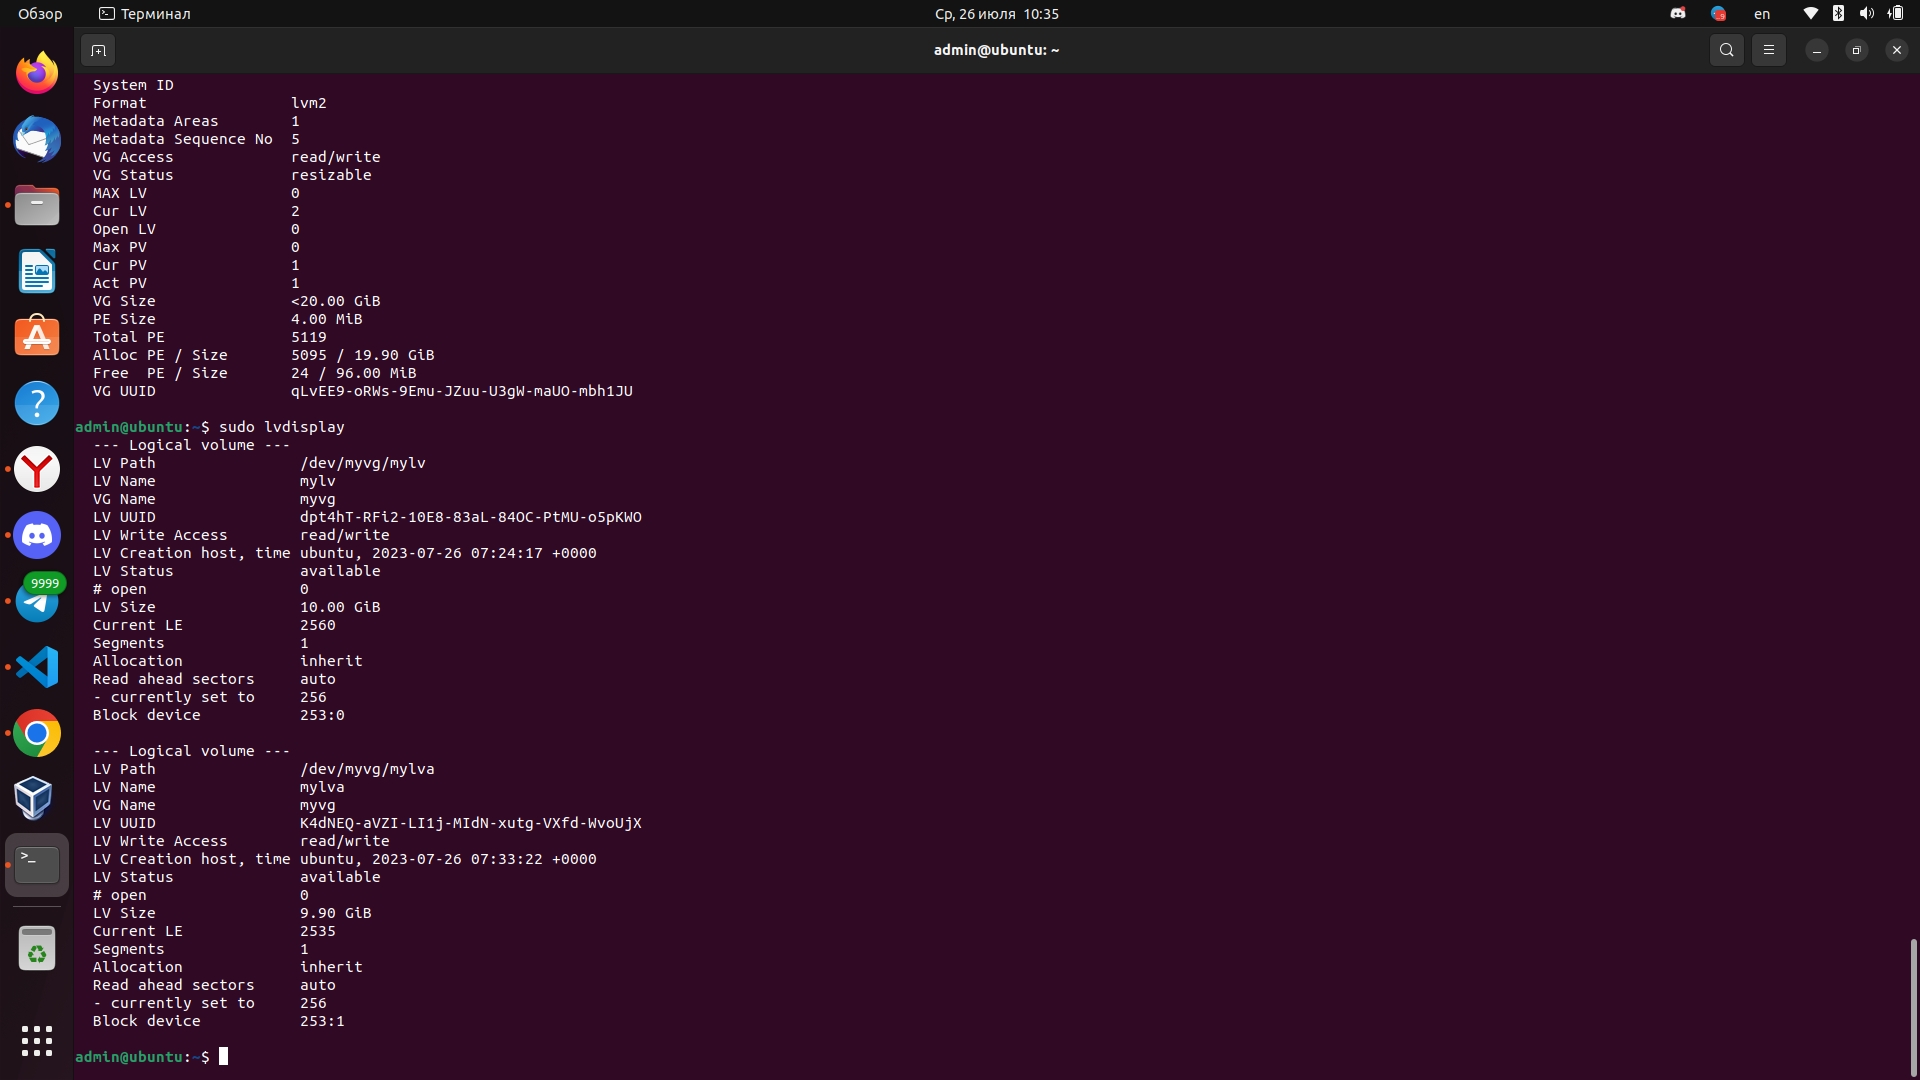 Обзор
Терминал
Ср, 26 июля 10:35
en
admin@ubuntu: ~
System ID
Format lvm2
Metadata Areas 1
Metadata Sequence No 5
VG Access read/write
VG Status resizable
MAX LV 0
Cur LV 2
Open LV 0
Max PV 0
Cur PV 1
Act PV 1
VG Size <20.00 GiB
PE Size 4.00 MiB
Total PE 5119
Alloc PE / Size 5095 / 19.90 GiB
Free PE / Size 24 / 96.00 MiB
VG UUID qLvEE9-oRWs-9Emu-JZuu-U3gW-maUO-mbh1JU
admin@ubuntu:~$ sudo lvdisplay
--- Logical volume ---
LV Path /dev/myvg/mylv
LV Name mylv
VG Name myvg
LV UUID dpt4hT-RFi2-10E8-83aL-84OC-PtMU-o5pKWO
LV Write Access read/write
LV Creation host, time ubuntu, 2023-07-26 07:24:17 +0000
LV Status available
# open 0
LV Size 10.00 GiB
Current LE 2560
Segments 1
Allocation inherit
Read ahead sectors auto
- currently set to 256
Block device 253:0
--- Logical volume ---
LV Path /dev/myvg/mylva
LV Name mylva
VG Name myvg
LV UUID K4dNEQ-aVZI-LI1j-MIdN-xutg-VXfd-WvoUjX
LV Write Access read/write
LV Creation host, time ubuntu, 2023-07-26 07:33:22 +0000
LV Status available
# open 0
LV Size 9.90 GiB
Current LE 2535
Segments 1
Allocation inherit
Read ahead sectors auto
- currently set to 256
Block device 253:1
admin@ubuntu:~$
9999